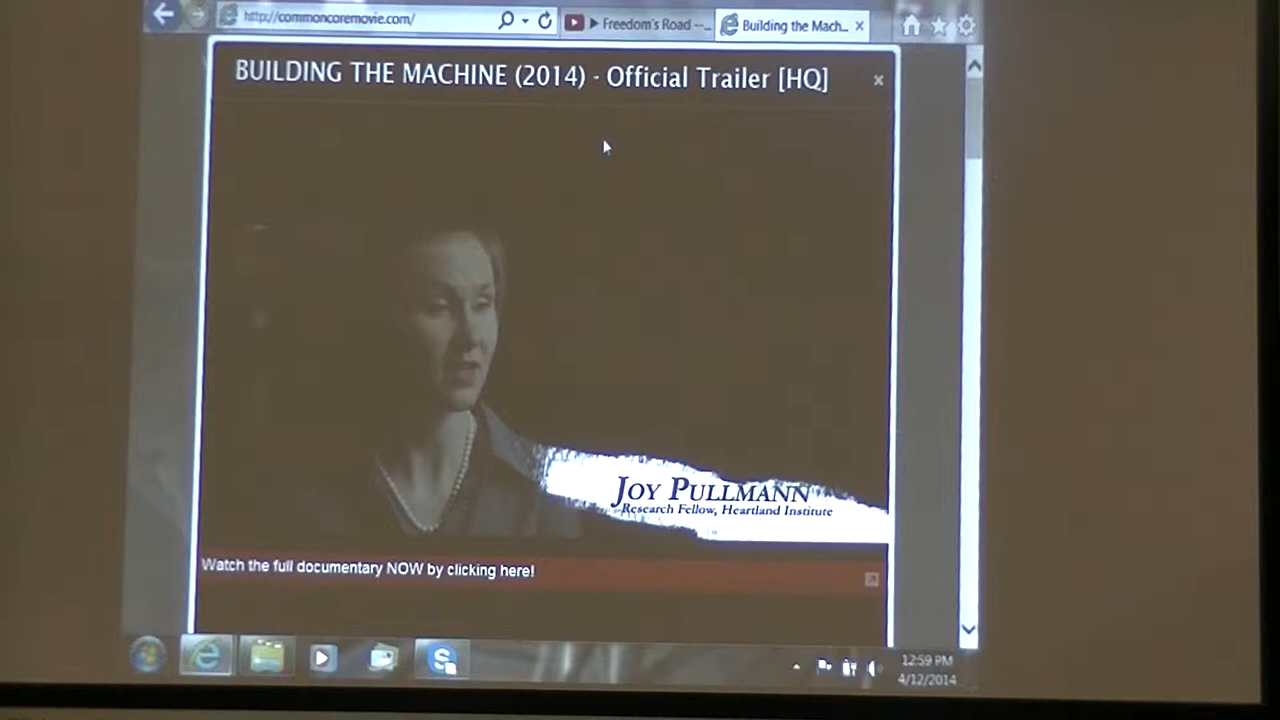 http://commoncoremovie.com/
Freedom's Road --...
Building the Mach...
BUILDING THE MACHINE (2014) - Official Trailer [HQ]
JOY PULLMANN
Research Fellow, Heartland Institute
Watch the full documentary NOW by clicking here!
12:59 PM
4/12/2014